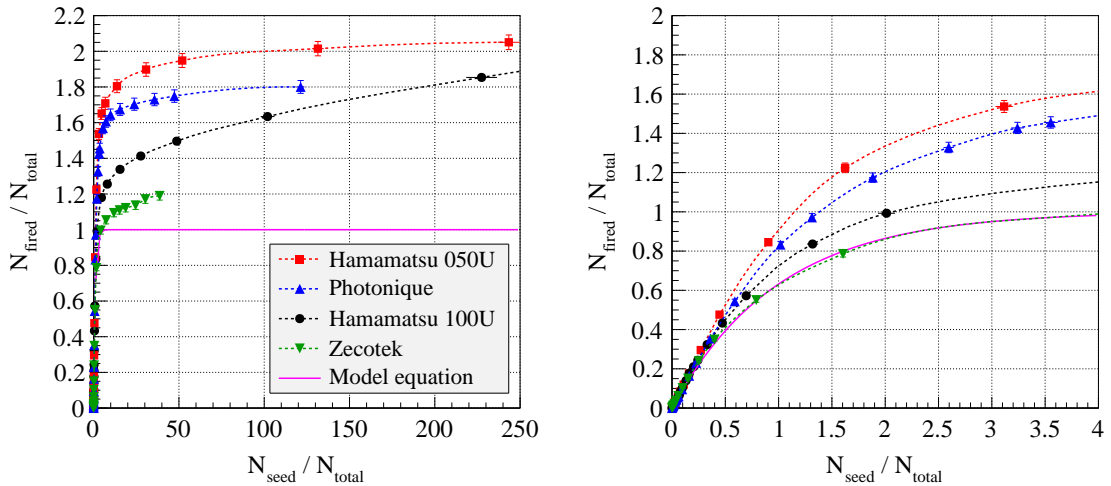 2.2
2
1.8
1.6
1.4
1.2
1
0.8
0.6
0.4
0.2
0
N_fired / N_total
Hamamatsu 050U
Photonique
Hamamatsu 100U
Zecotek
Model equation
0 50 100 150 200 250
N_seed / N_total
2
1.8
1.6
1.4
1.2
1
0.8
0.6
0.4
0.2
0
N_fired / N_total
0 0.5 1 1.5 2 2.5 3 3.5 4
N_seed / N_total